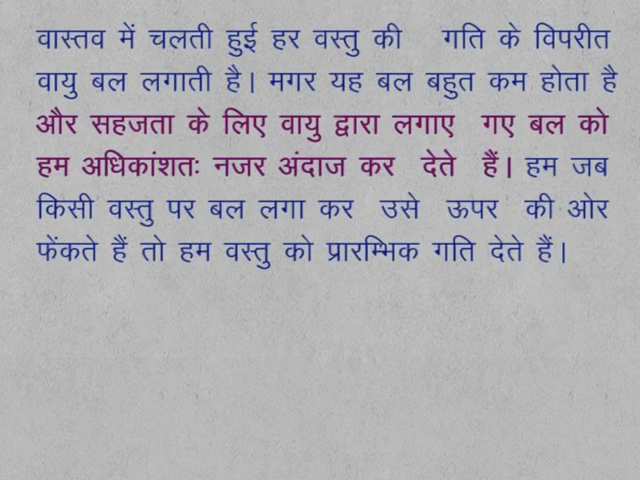 वास्तव में चलती हुई हर वस्तु की गति के विपरीत
वायु बल लगाती है। मगर यह बल बहुत कम होता है
और सहजता के लिए वायु द्वारा लगाए गए बल को
हम अधिकांशतः नजर अंदाज कर देते हैं। हम जब
किसी वस्तु पर बल लगा कर उसे ऊपर की ओर
फेंकते हैं तो हम वस्तु को प्रारम्भिक गति देते हैं।